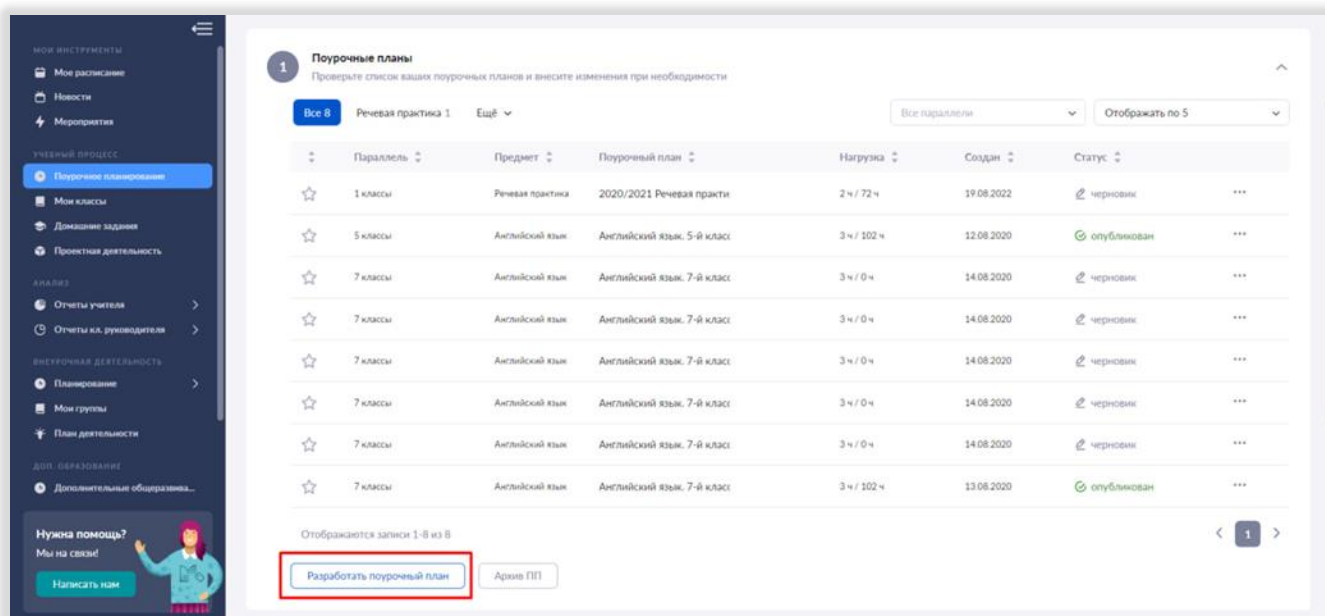 МОИ ИНСТРУМЕНТЫ
Мое расписание
Новости
Мероприятия
УЧЕБНЫЙ ПРОЦЕСС
Поурочное планирование
Мои классы
Домашние задания
Проектная деятельность
АНАЛИЗ
Отчеты учителя
Отчеты кл. руководителя
ВНЕУРОЧНАЯ ДЕЯТЕЛЬНОСТЬ
Планирование
Мои группы
План деятельности
ДОП. ОБРАЗОВАНИЕ
Дополнительные общеразвива...
Нужна помощь?
Мы на связи!
Написать нам
1
Поурочные планы
Проверьте список ваших поурочных планов и внесите изменения при необходимости
Все 8 Речевая практика 1 Ещё Все параллели Отображать по 5
Параллель Предмет Поурочный план Нагрузка Создан Статус
1 классы Речевая практика 2020/2021 Речевая практи 2 ч / 72 ч 19.08.2022 черновик ...
5 классы Английский язык Английский язык. 5-й класс 3 ч / 102 ч 12.08.2020 опубликован ...
7 классы Английский язык Английский язык. 7-й класс 3 ч / 0 ч 14.08.2020 черновик ...
7 классы Английский язык Английский язык. 7-й класс 3 ч / 0 ч 14.08.2020 черновик ...
7 классы Английский язык Английский язык. 7-й класс 3 ч / 0 ч 14.08.2020 черновик ...
7 классы Английский язык Английский язык. 7-й класс 3 ч / 0 ч 14.08.2020 черновик ...
7 классы Английский язык Английский язык. 7-й класс 3 ч / 0 ч 14.08.2020 черновик ...
7 классы Английский язык Английский язык. 7-й класс 3 ч / 102 ч 13.08.2020 опубликован ...
Отображаются записи 1-8 из 8 1
Разработать поурочный план Архив ПП